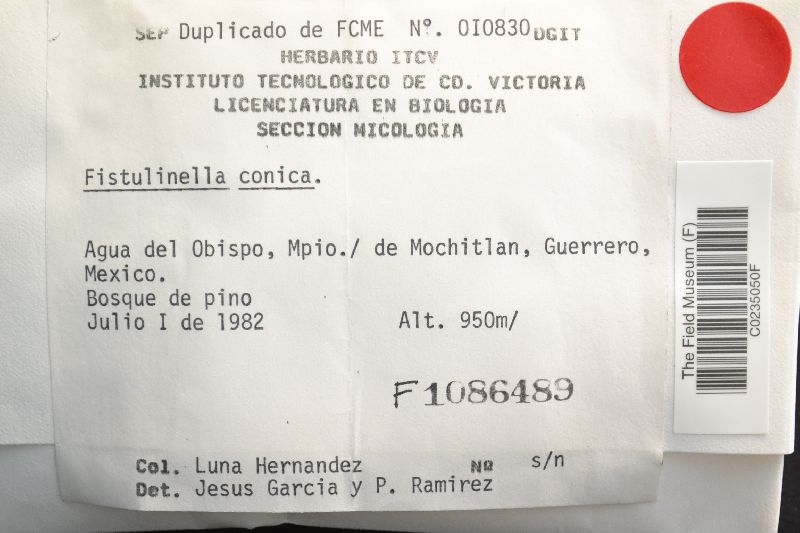 SEP Duplicado de FCME Nº. 0I0830 DGIT
HERBARIO ITCV
INSTITUTO TECNOLOGICO DE CD. VICTORIA
LICENCIATURA EN BIOLOGIA
SECCION MICOLOGIA
Fistulinella conica.
Agua del Obispo, Mpio./ de Mochitlan, Guerrero,
Mexico.
Bosque de pino
Julio I de 1982 Alt. 950m/
F1086489
Col. Luna Hernandez Nº s/n
Det. Jesus Garcia y P. Ramirez
The Field Museum (F)
C0235050F